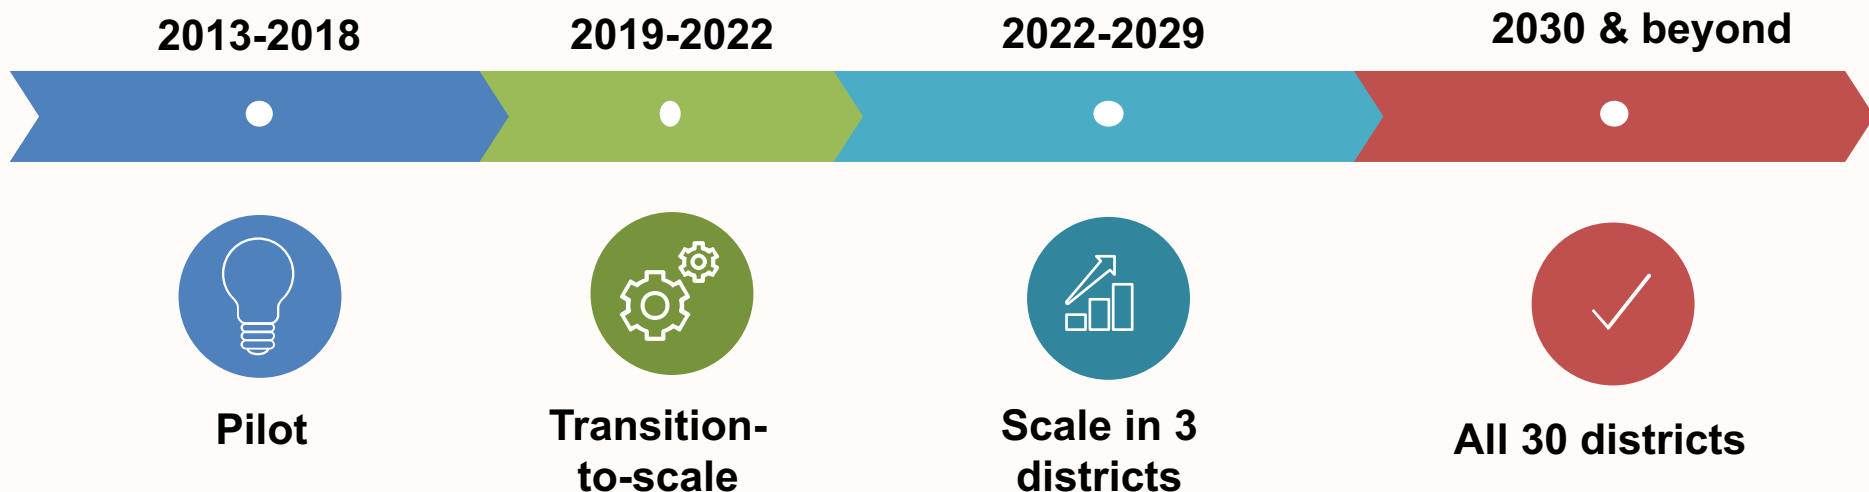 2013-2018
2019-2022
2022-2029
2030 & beyond
Pilot
Transition-
to-scale
Scale in 3
districts
All 30 districts